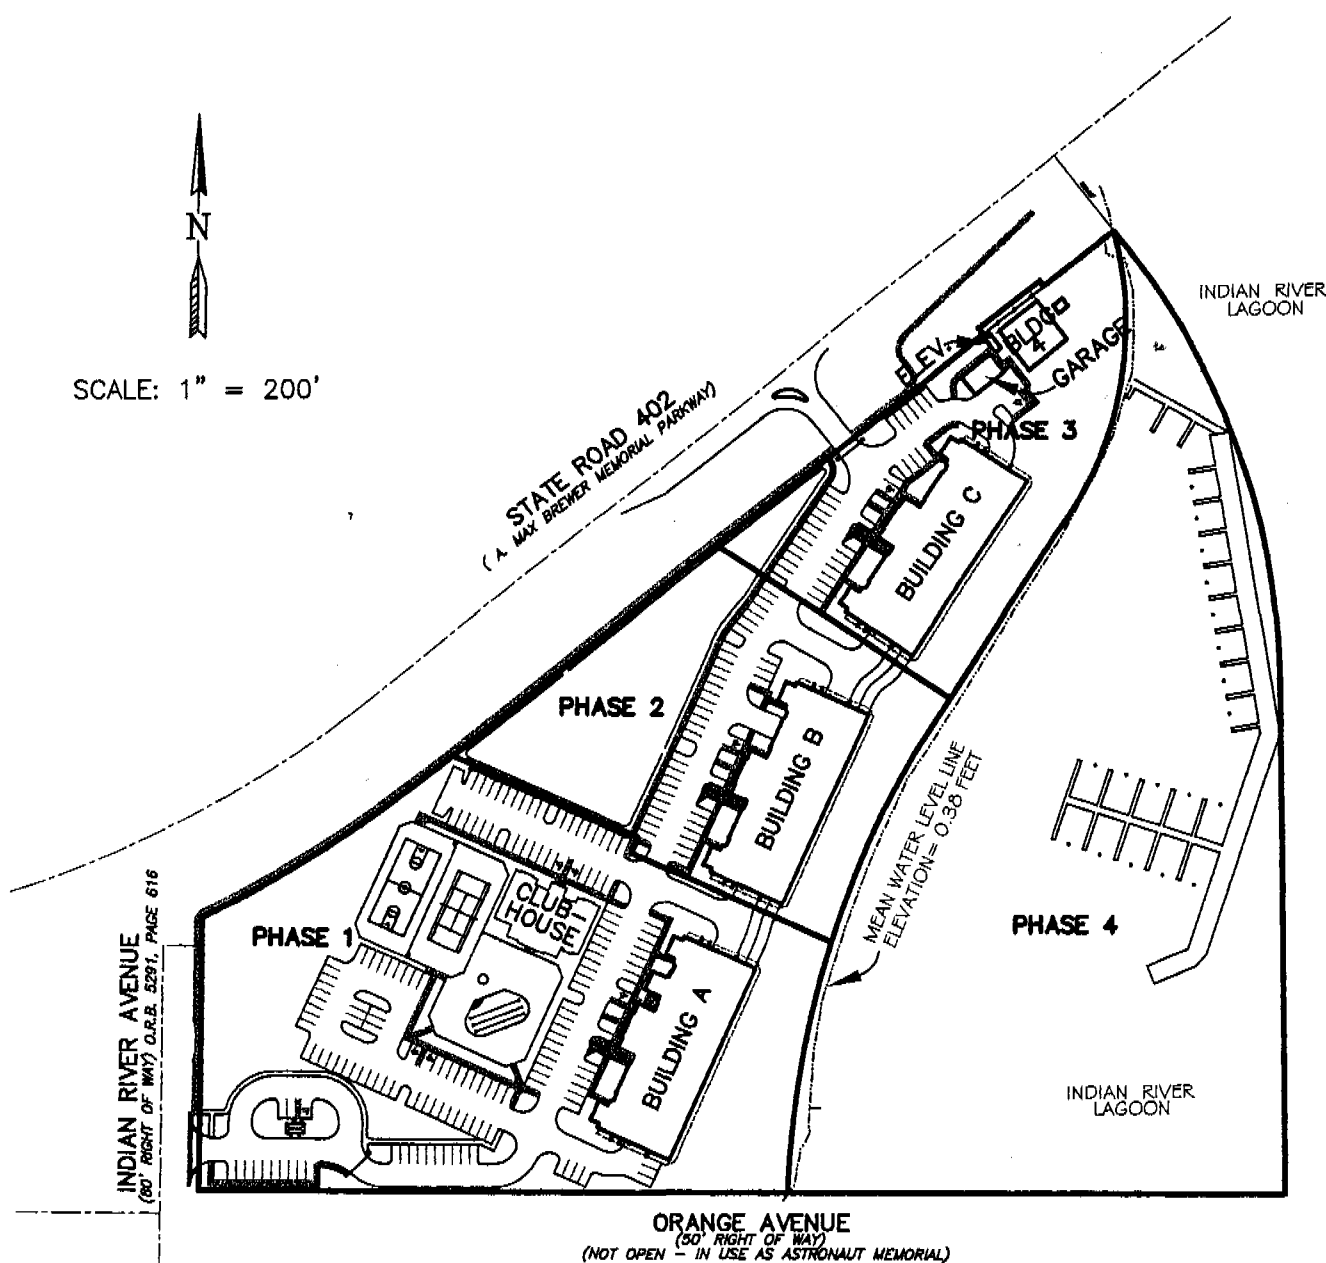 N
SCALE: 1" = 200'
INDIAN RIVER
LAGOON
STATE ROAD 402
( A. MAX BREWER MEMORIAL PARKWAY)
ELEV.
BLDG
4
GARAGE
PHASE 3
BUILDING C
PHASE 2
BUILDING B
MEAN WATER LEVEL LINE
ELEVATION= 0.38 FEET
PHASE 4
CLUB-
HOUSE
PHASE 1
BUILDING A
INDIAN RIVER AVENUE
(80' RIGHT OF WAY) O.R.B. 5291, PAGE 616
INDIAN RIVER
LAGOON
ORANGE AVENUE
(50' RIGHT OF WAY)
(NOT OPEN - IN USE AS ASTRONAUT MEMORIAL)